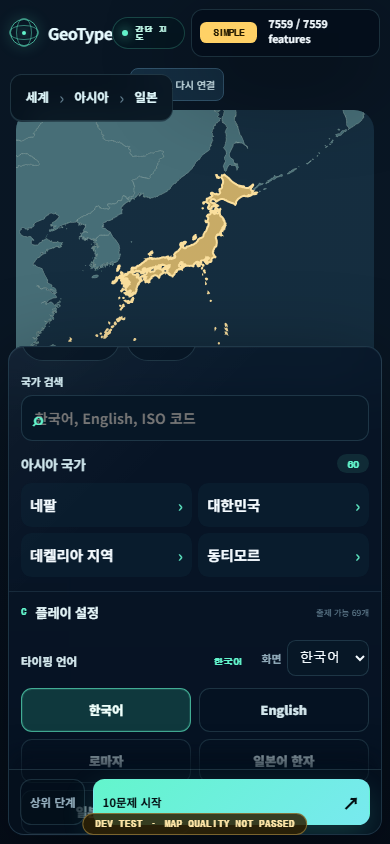 GeoType
간단 지
도
SIMPLE
7559 / 7559
features
다시 연결
세계 › 아시아 › 일본
국가 검색
한국어, English, ISO 코드
아시아 국가
60
네팔 ›
대한민국 ›
데켈리아 지역 ›
동티모르 ›
C 플레이 설정
출제 가능 69개
타이핑 언어
한국어
화면
한국어
한국어
English
로마자
일본어 한자
상위 단계
10문제 시작 ↗
DEV TEST · MAP QUALITY NOT PASSED